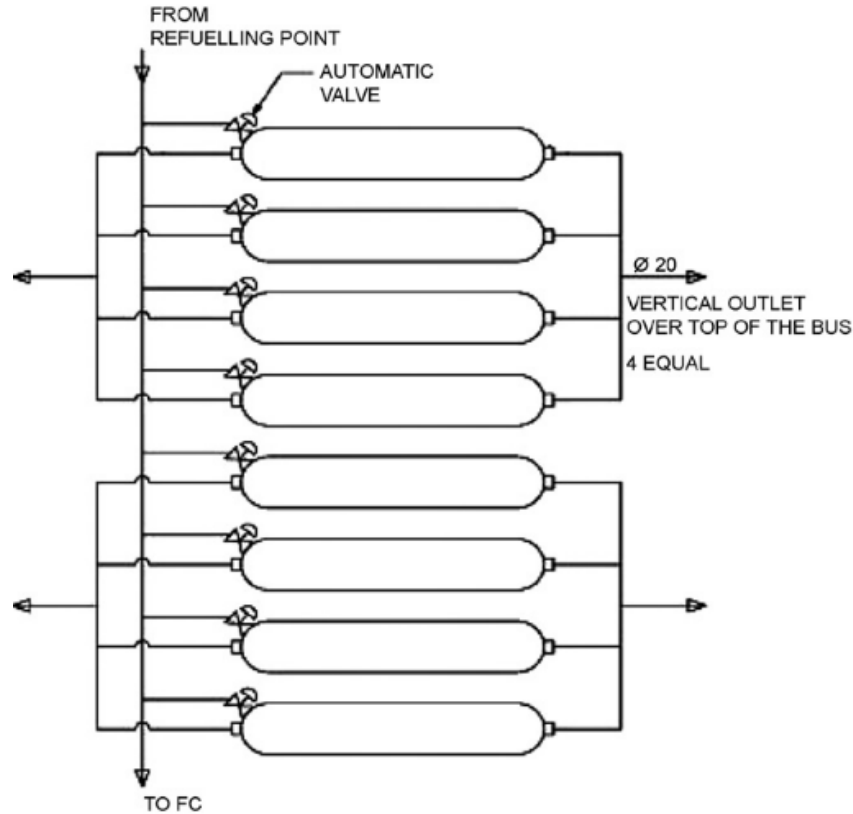 FROM
REFUELLING POINT
AUTOMATIC
VALVE
Ø 20
VERTICAL OUTLET
OVER TOP OF THE BUS
4 EQUAL
TO FC